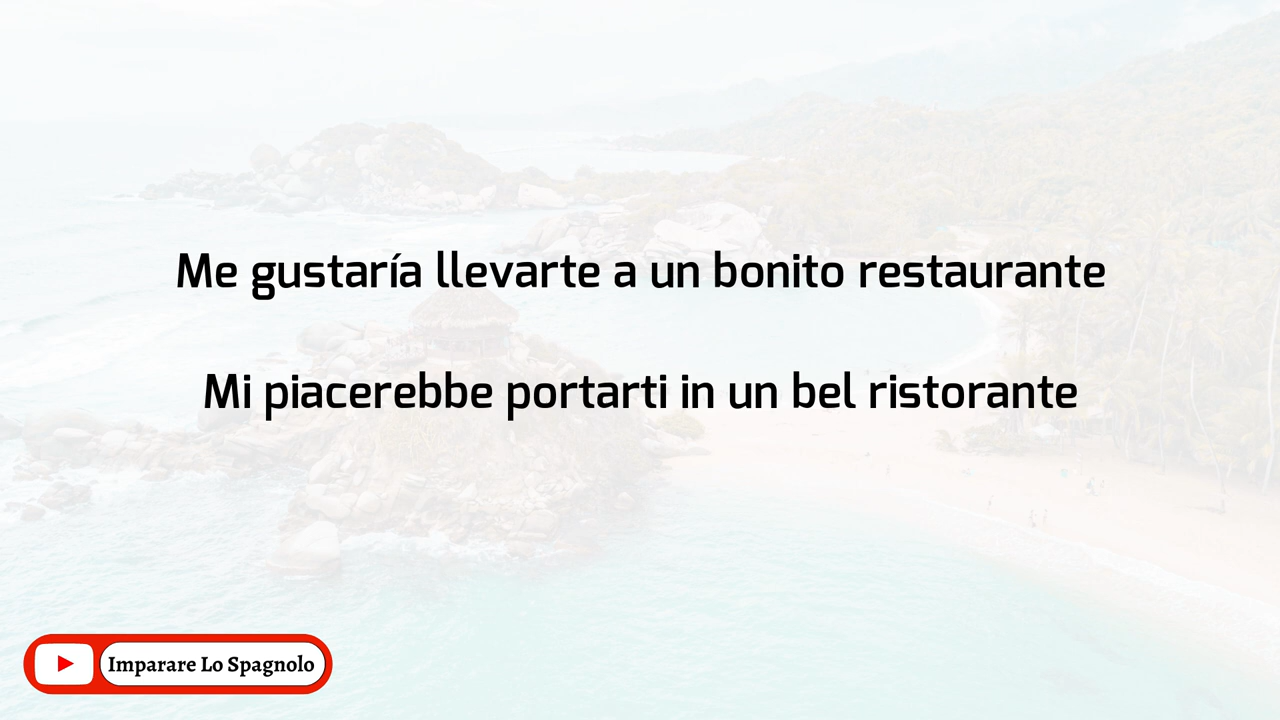 Me gustaría llevarte a un bonito restaurante
Mi piacerebbe portarti in un bel ristorante
Imparare Lo Spagnolo